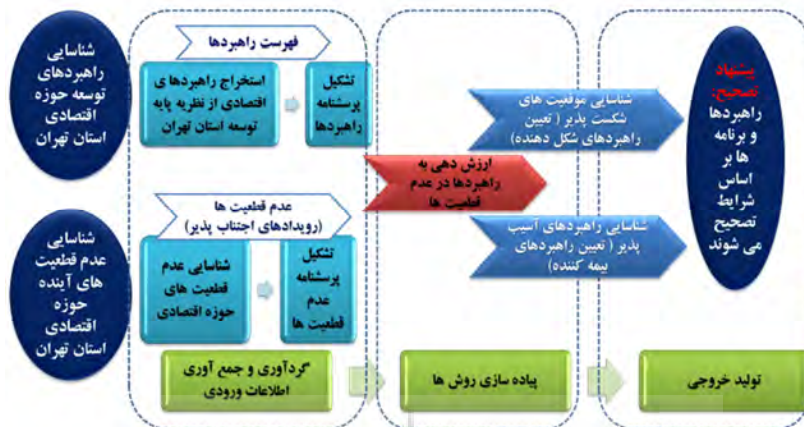 شناسایی
راهبردهای
توسعه حوزه
اقتصادی
استان تهران
فهرست راهبردها
استخراج راهبردها ی
اقتصادی از نظریه پایه
توسعه استان تهران
تشکیل
پرسشنامه
راهبردها
شناسایی
عدم قطعیت
های آینده
حوزه
اقتصادی
استان تهران
عدم قطعیت ها
(رویدادهای اجتناب پذیر)
شناسایی عدم
قطعیت های
حوزه اقتصادی
تشکیل
پرسشنامه
عدم
قطعیت ها
ارزش دهی به
راهبردها در عدم
قطعیت ها
شناسایی موقعیت های
شکست پذیر ( تعیین
راهبردهای شکل دهنده)
شناسایی راهبردهای آسیب
پذیر ( تعیین راهبردهای
بیمه کننده)
پیشنهاد
تصحیح:
راهبردها
و برنامه
ها بر
اساس
شرایط
تصحیح
می شوند
گردآوری و جمع آوری
اطلاعات ورودی
پیاده سازی روش ها
تولید خروجی